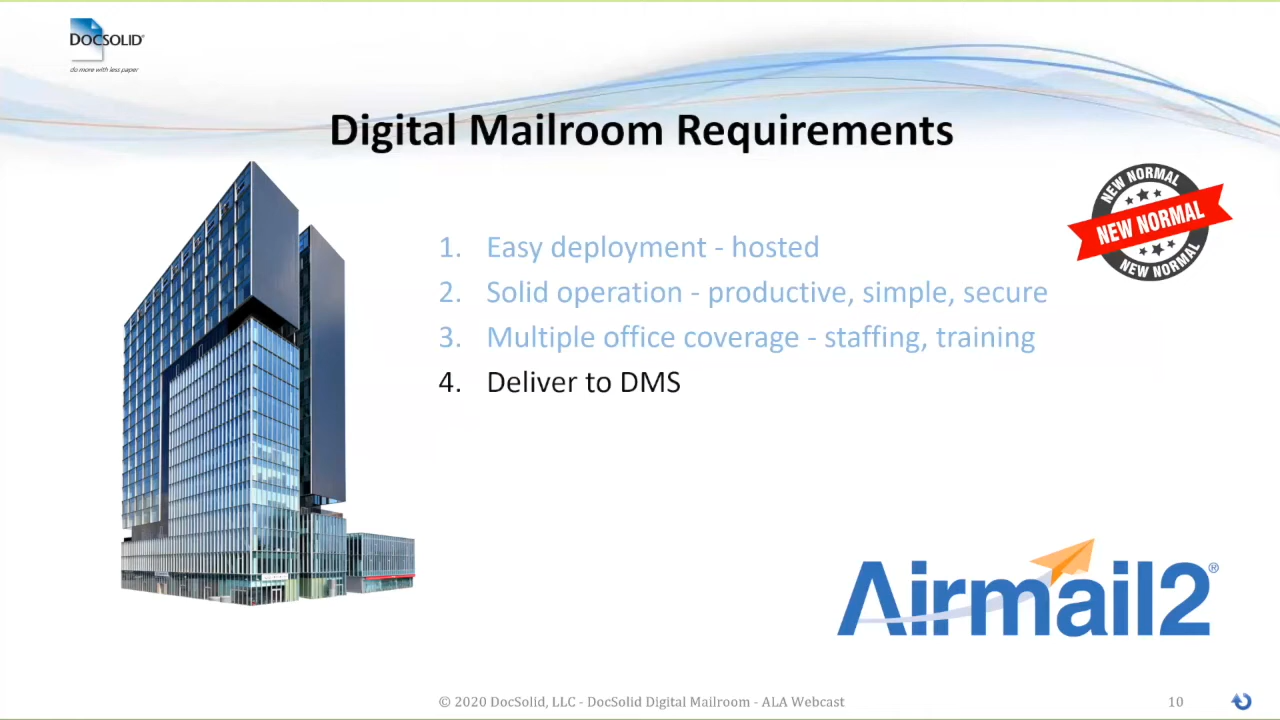 DOCSOLID®
do more with less paper
Digital Mailroom Requirements
NEW NORMAL
NEW NORMAL
NEW NORMAL
1. Easy deployment - hosted
2. Solid operation - productive, simple, secure
3. Multiple office coverage - staffing, training
4. Deliver to DMS
Airmail2®
© 2020 DocSolid, LLC - DocSolid Digital Mailroom - ALA Webcast
10